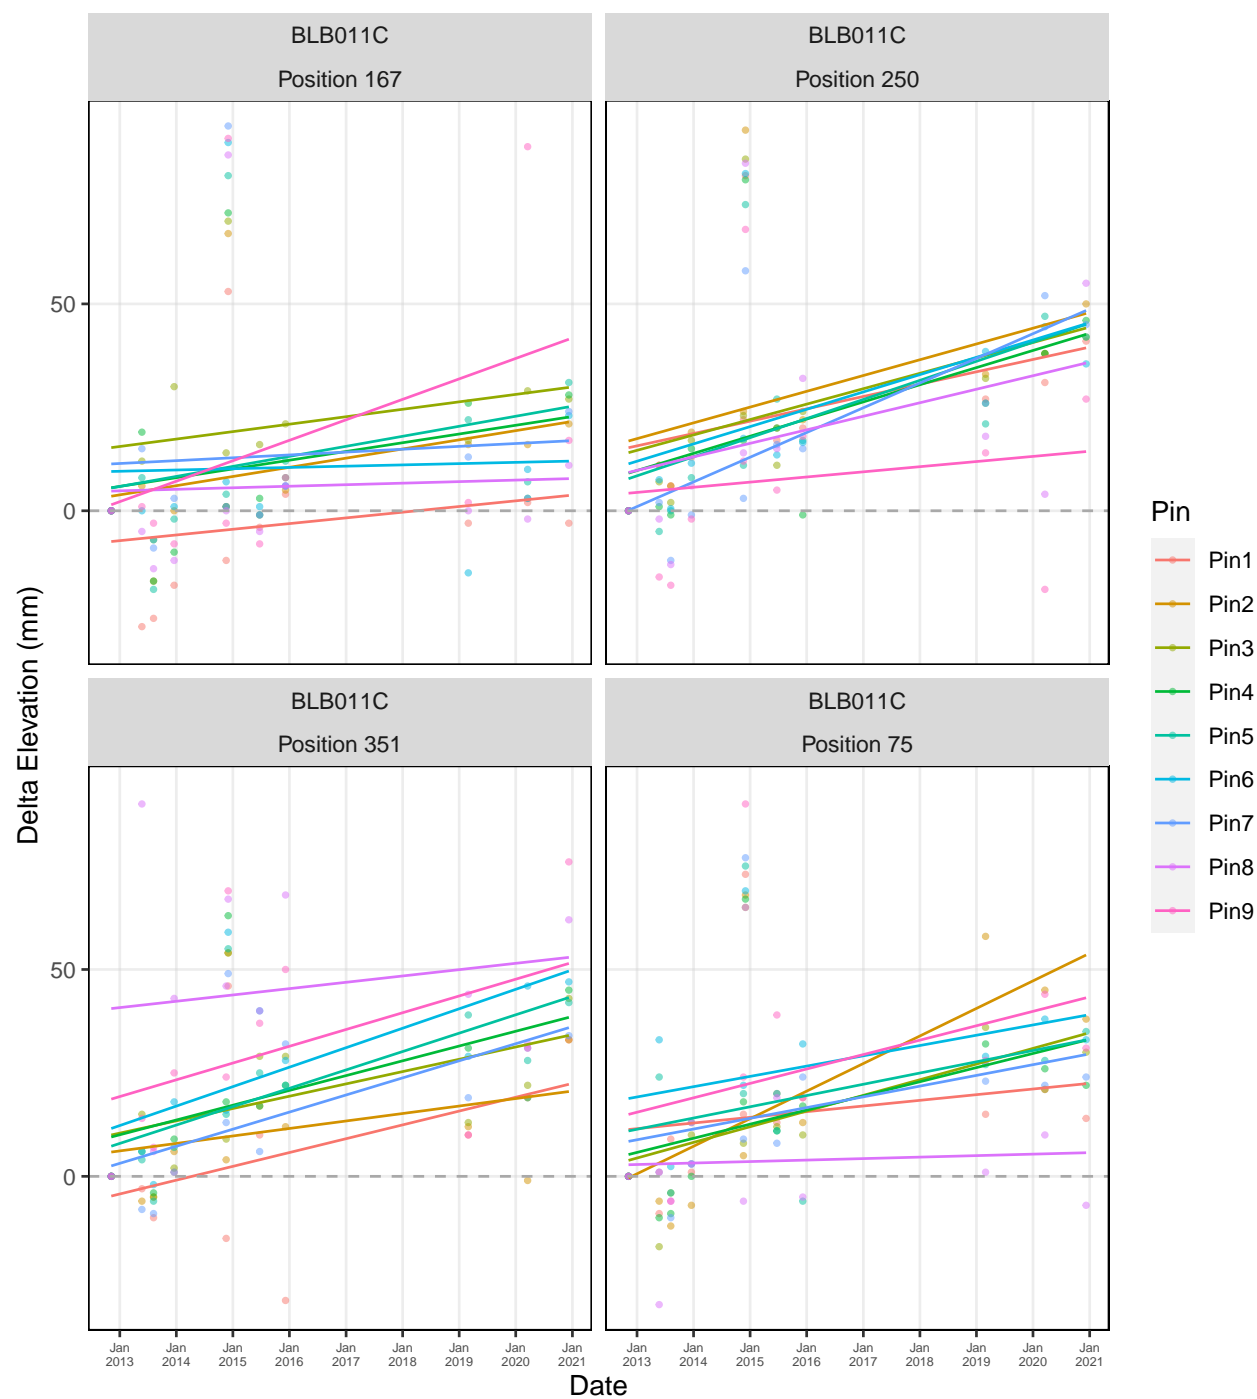 BLB011C
Position 167
BLB011C
Position 250
50
0
BLB011C
Position 351
BLB011C
Position 75
50
0
Delta Elevation (mm)
Jan 2013
Jan 2014
Jan 2015
Jan 2016
Jan 2017
Jan 2018
Jan 2019
Jan 2020
Jan 2021
Jan 2013
Jan 2014
Jan 2015
Jan 2016
Jan 2017
Jan 2018
Jan 2019
Jan 2020
Jan 2021
Date
Pin
Pin1
Pin2
Pin3
Pin4
Pin5
Pin6
Pin7
Pin8
Pin9